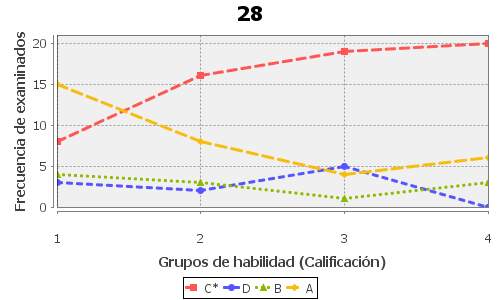 28
Frecuencia de examinados
20
15
10
5
0
1 2 3 4
Grupos de habilidad (Calificación)
C* D B A